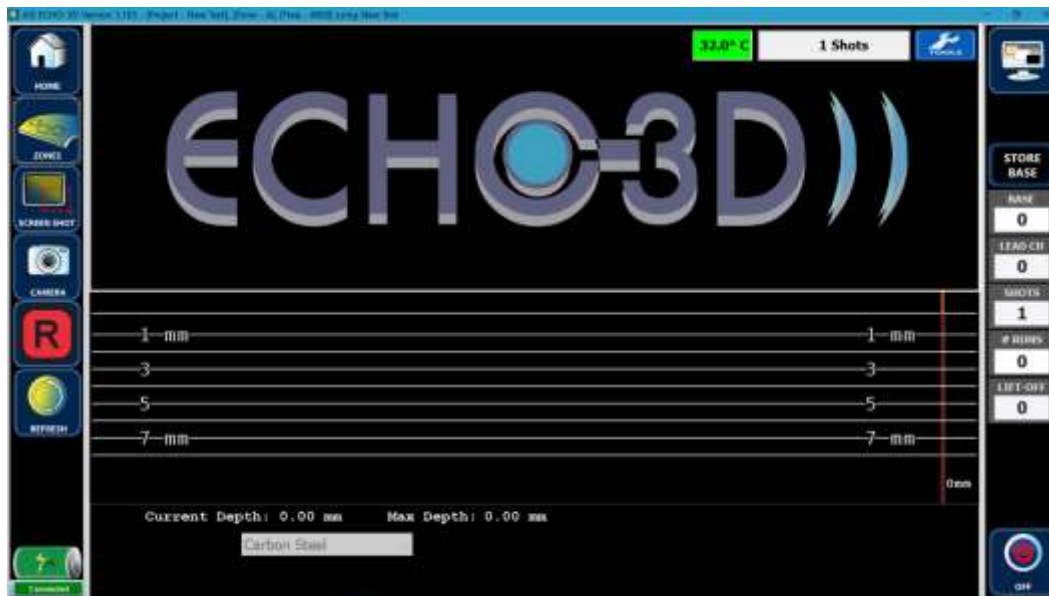 32.0° C
1 Shots
TOOLS
HOME
ZONES
SCREEN SHOT
CAMERA
R
REFRESH
Connected
ECHO-3D
1 mm 1 mm
3 3
5 5
7 mm 7 mm
0mm
Current Depth: 0.00 mm Max Depth: 0.00 mm
Carbon Steel
STORE
BASE
BASE
0
LEAD CH
0
SHOTS
1
# RUNS
0
LIFT-OFF
0
OFF